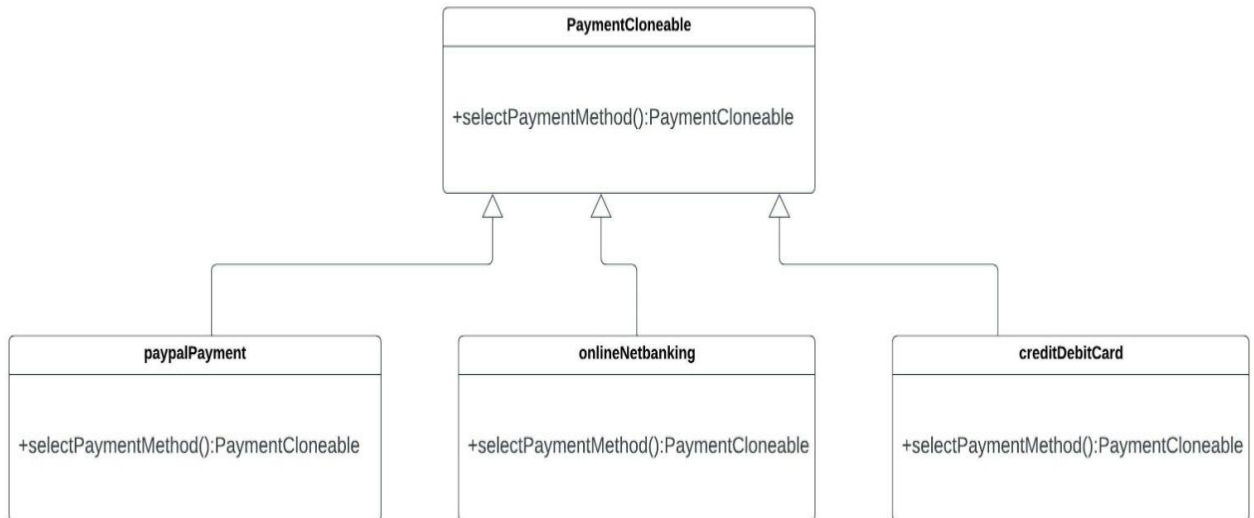 PaymentCloneable
+selectPaymentMethod():PaymentCloneable
paypalPayment
+selectPaymentMethod():PaymentCloneable
onlineNetbanking
+selectPaymentMethod():PaymentCloneable
creditDebitCard
+selectPaymentMethod():PaymentCloneable